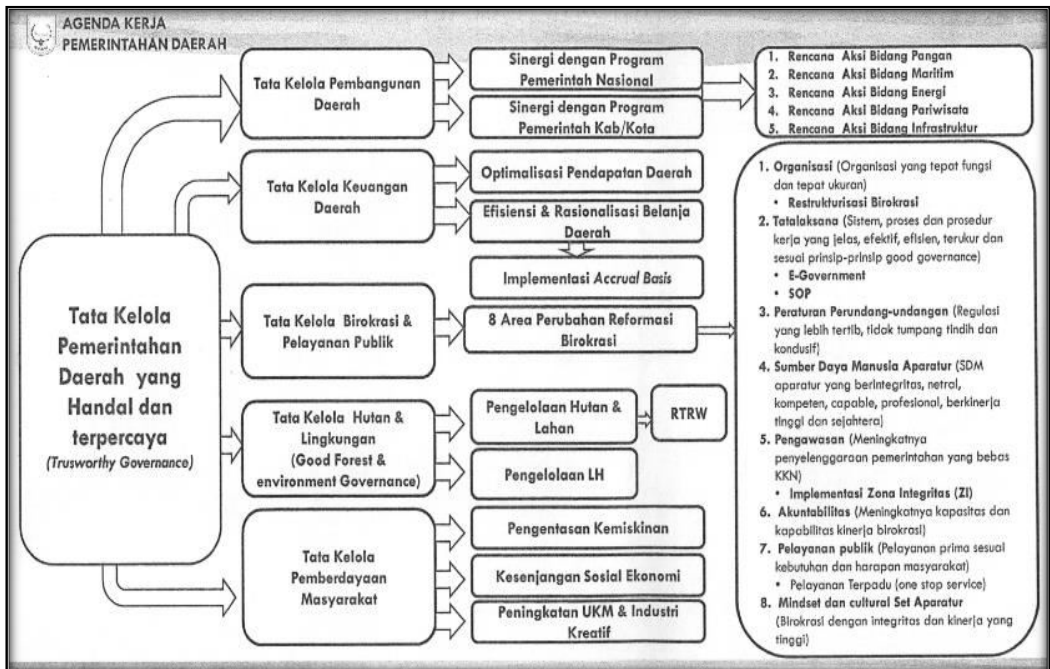 AGENDA KERJA
PEMERINTAHAN DAERAH
Tata Kelola
Pemerintahan
Daerah yang
Handal dan
terpercaya
(Trustworthy Governance)
Tata Kelola Pembangunan
Daerah
Sinergi dengan Program
Pemerintah Nasional
Sinergi dengan Program
Pemerintah Kab/Kota
1. Rencana Aksi Bidang Pangan
2. Rencana Aksi Bidang Maritim
3. Rencana Aksi Bidang Energi
4. Rencana Aksi Bidang Pariwisata
5. Rencana Aksi Bidang Infrastruktur
Tata Kelola Keuangan
Daerah
Optimalisasi Pendapatan Daerah
Efisiensi & Rasionalisasi Belanja
Daerah
Implementasi Accrual Basis
Tata Kelola Birokrasi &
Pelayanan Publik
8 Area Perubahan Reformasi
Birokrasi
1. Organisasi (Organisasi yang tepat fungsi
dan tepat ukuran)
• Restrukturisasi Birokrasi
2. Tatalaksana (Sistem, proses dan prosedur
kerja yang jelas, efektif, efisien, terukur dan
sesuai prinsip-prinsip good governance)
• E-Government
• SOP
3. Peraturan Perundang-undangan (Regulasi
yang lebih tertib, tidak tumpang tindih dan
kondusif)
4. Sumber Daya Manusia Aparatur (SDM
aparatur yang berintegritas, netral,
kompeten, capable, profesional, berkinerja
tinggi dan sejahtera)
5. Pengawasan (Meningkatnya
penyelenggaraan pemerintahan yang bebas
KKN)
• Implementasi Zona Integritas (ZI)
6. Akuntabilitas (Meningkatnya kapasitas dan
kapabilitas kinerja birokrasi)
7. Pelayanan publik (Pelayanan prima sesuai
kebutuhan dan harapan masyarakat)
• Pelayanan Terpadu (one stop service)
8. Mindset dan cultural Set Aparatur
(Birokrasi dengan integritas dan kinerja yang
tinggi)
Tata Kelola Hutan &
Lingkungan
(Good Forest &
environment Governance)
Pengelolaan Hutan &
Lahan
RTRW
Pengelolaan LH
Tata Kelola
Pemberdayaan
Masyarakat
Pengentasan Kemiskinan
Kesenjangan Sosial Ekonomi
Peningkatan UKM & Industri
Kreatif